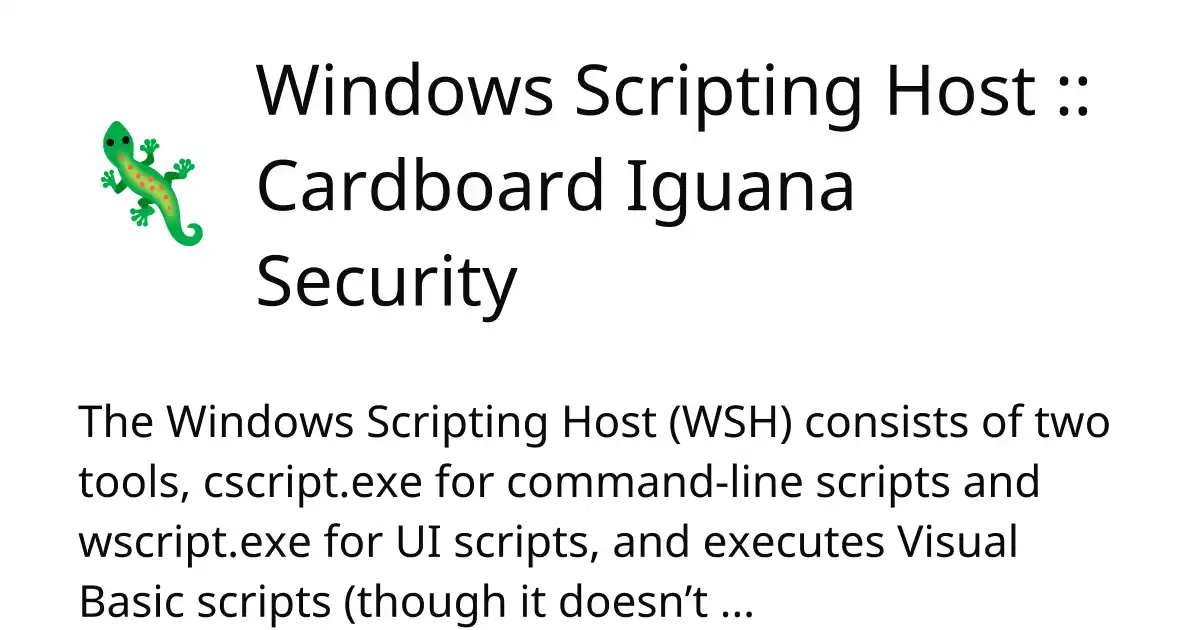 Windows Scripting Host ::
Cardboard Iguana
Security
The Windows Scripting Host (WSH) consists of two
tools, cscript.exe for command-line scripts and
wscript.exe for UI scripts, and executes Visual
Basic scripts (though it doesn’t ...